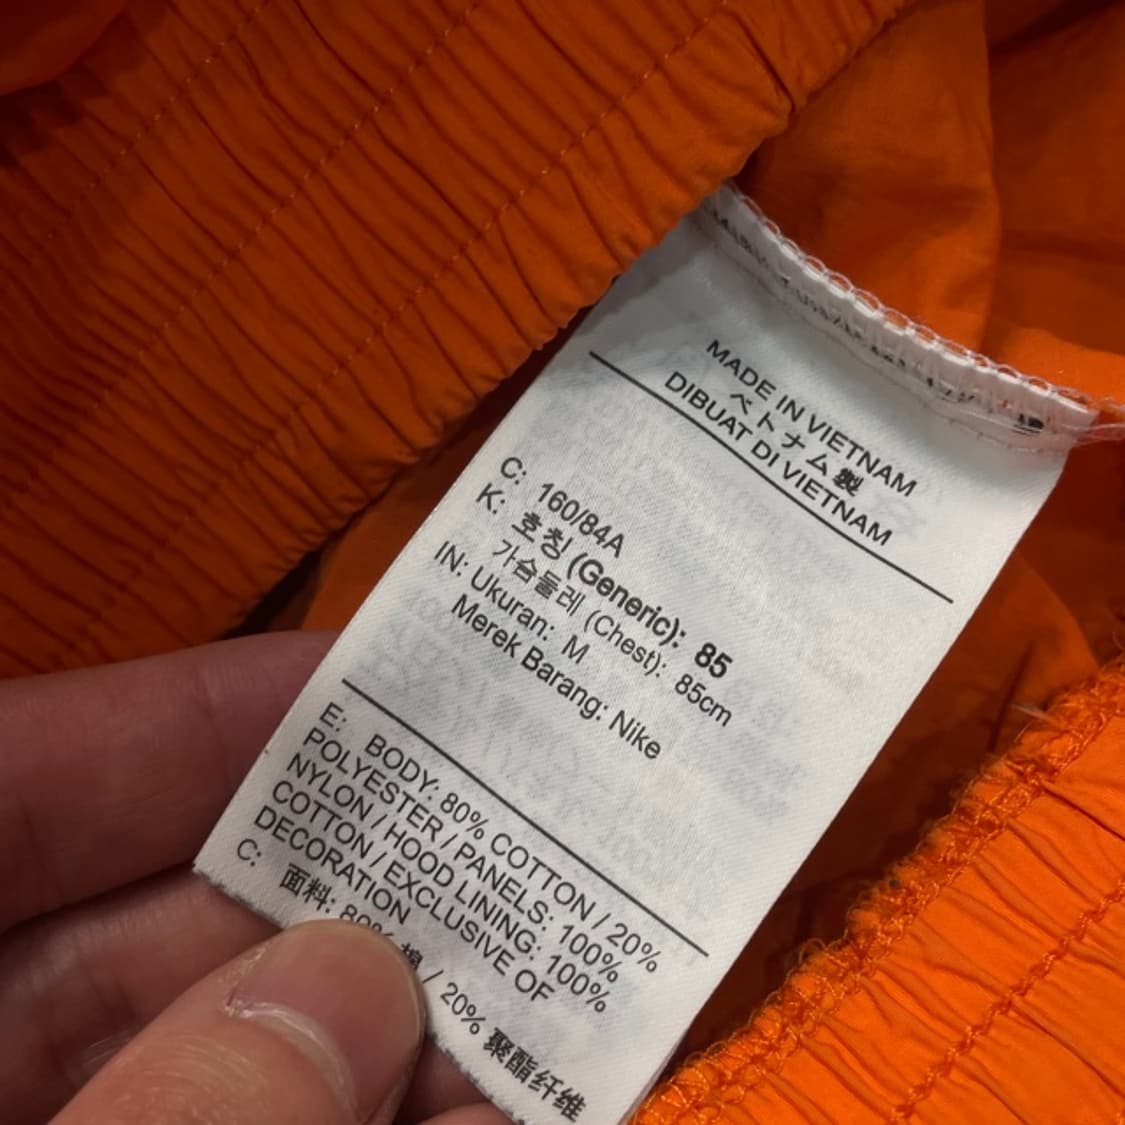 MADE IN VIETNAM
ベトナム製
DIBUAT DI VIETNAM
C: 160/84A
K: 호칭 (Generic): 85
가슴둘레 (Chest): 85cm
IN: Ukuran: M
Merek Barang: Nike
E: BODY: 80% COTTON / 20%
POLYESTER / PANELS: 100%
NYLON / HOOD LINING: 100%
COTTON / EXCLUSIVE OF
DECORATION
C: 面料: 80% 棉 / 20% 聚酯纤维